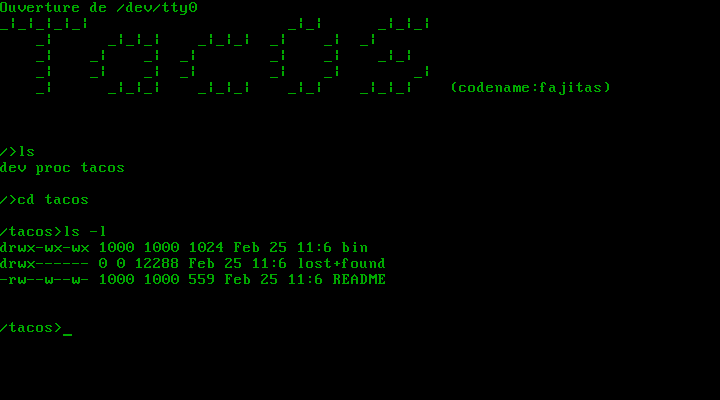 Ouverture de /dev/tty0
TacOS
(codename:fajitas)
/>ls
dev proc tacos
/>cd tacos
/tacos>ls -l
drwx-wx-wx 1000 1000 1024 Feb 25 11:6 bin
drwx------ 0 0 12288 Feb 25 11:6 lost+found
-rw--w--w- 1000 1000 559 Feb 25 11:6 README
/tacos>_